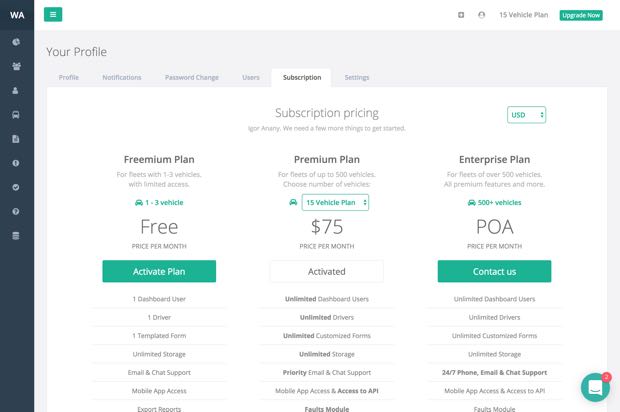 WA
15 Vehicle Plan
Upgrade Now
Your Profile
Profile
Notifications
Password Change
Users
Subscription
Settings
Subscription pricing
Igor Anany. We need a few more things to get started.
USD
Freemium Plan
For fleets with 1-3 vehicles,
with limited access.
1 - 3 vehicle
Free
PRICE PER MONTH
Activate Plan
1 Dashboard User
1 Driver
1 Templated Form
Unlimited Storage
Email & Chat Support
Mobile App Access
Export Reports
Premium Plan
For fleets of up to 500 vehicles.
Choose number of vehicles:
15 Vehicle Plan
$75
PRICE PER MONTH
Activated
Unlimited Dashboard Users
Unlimited Drivers
Unlimited Customized Forms
Unlimited Storage
Priority Email & Chat Support
Mobile App Access & Access to API
Faults Module
Enterprise Plan
For fleets of over 500 vehicles.
All premium features and more.
500+ vehicles
POA
PRICE PER MONTH
Contact us
Unlimited Dashboard Users
Unlimited Drivers
Unlimited Customized Forms
Unlimited Storage
24/7 Phone, Email & Chat Support
Mobile App Access & Access to API
Faults Module
2